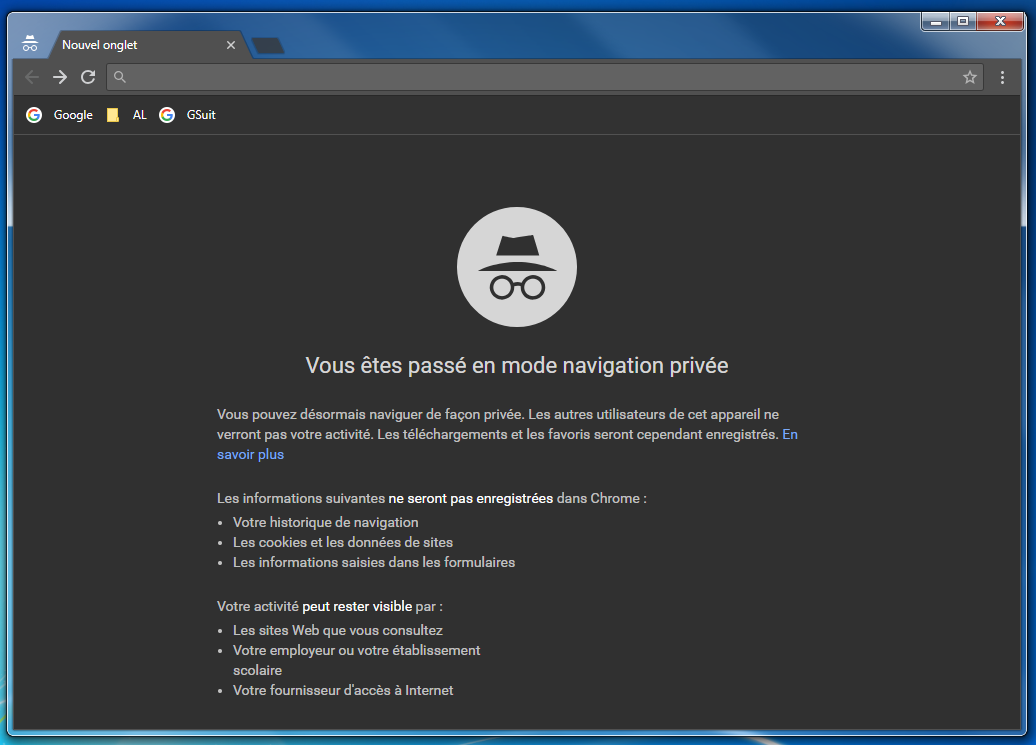 Nouvel onglet
Google AL GSuit
Vous êtes passé en mode navigation privée
Vous pouvez désormais naviguer de façon privée. Les autres utilisateurs de cet appareil ne
verront pas votre activité. Les téléchargements et les favoris seront cependant enregistrés. En
savoir plus
Les informations suivantes ne seront pas enregistrées dans Chrome :
• Votre historique de navigation
• Les cookies et les données de sites
• Les informations saisies dans les formulaires
Votre activité peut rester visible par :
• Les sites Web que vous consultez
• Votre employeur ou votre établissement
scolaire
• Votre fournisseur d'accès à Internet